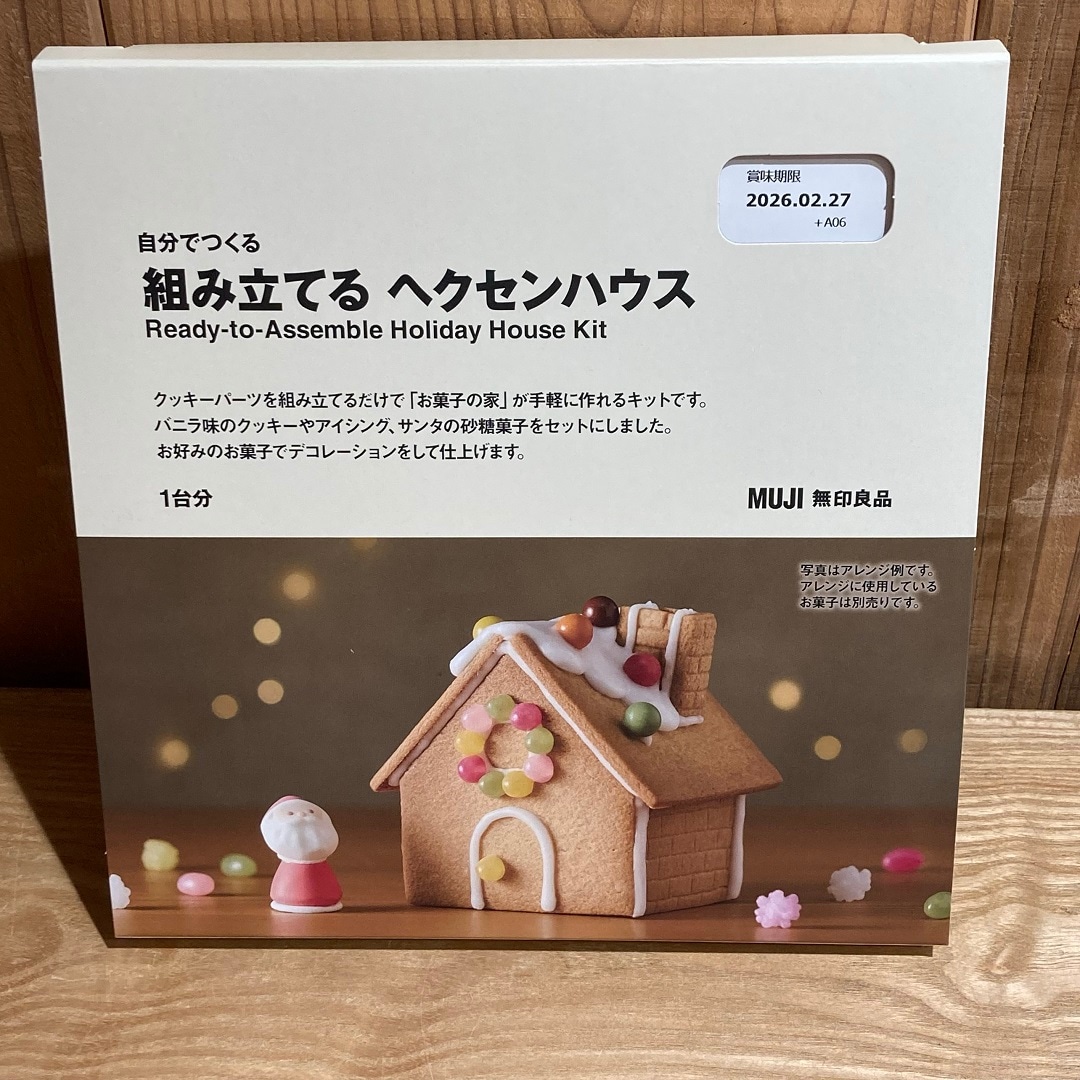 賞味期限
2026.02.27
+A06
自分でつくる
組み立てる ヘクセンハウス
Ready-to-Assemble Holiday House Kit
クッキーパーツを組み立てるだけで「お菓子の家」が手軽に作れるキットです。
バニラ味のクッキーやアイシング、サンタの砂糖菓子をセットにしました。
お好みのお菓子でデコレーションをして仕上げます。
1台分
MUJI 無印良品
写真はアレンジ例です。
アレンジに使用している
お菓子は別売りです。